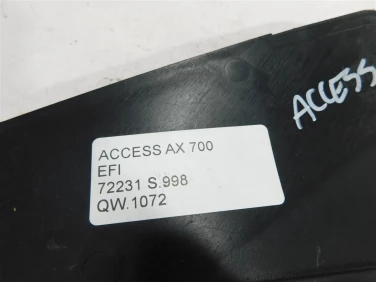 ACCESS
ACCESS AX 700
EFI
72231 S.998
QW.1072